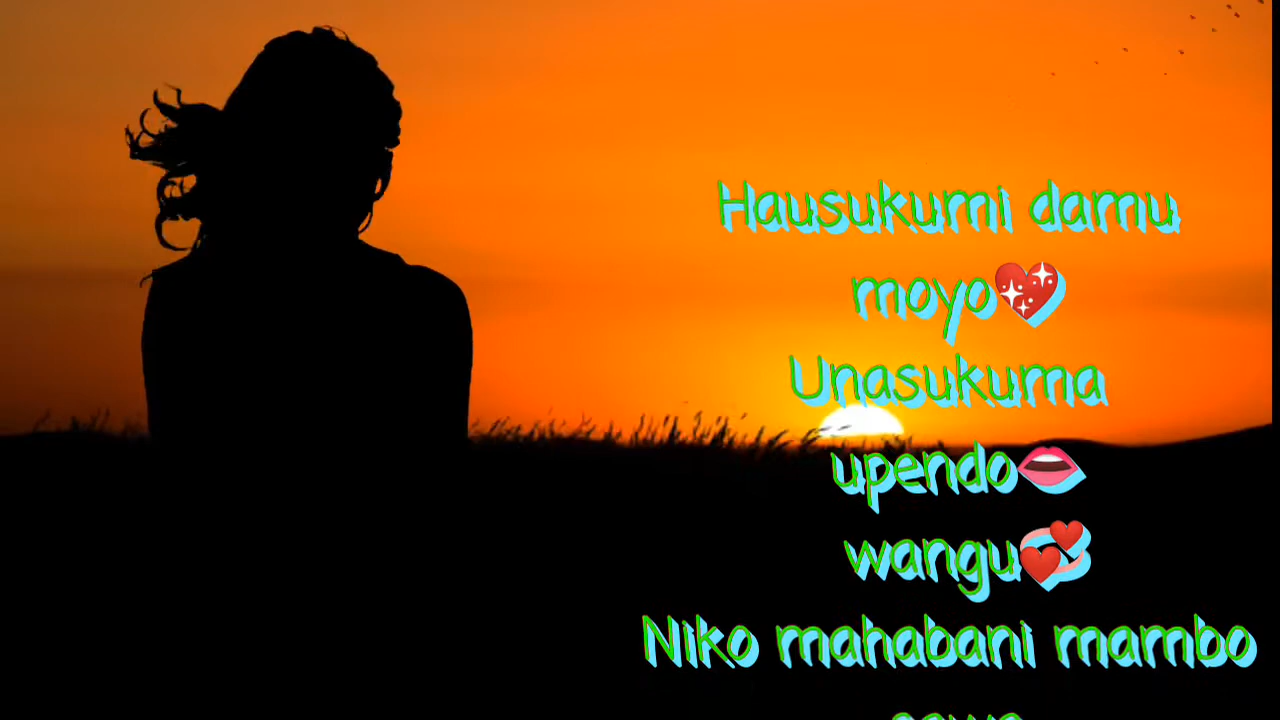 Hausukumi damu
moyo💖
Unasukuma
upendo👄
wangu💞
Niko mahabani mambo